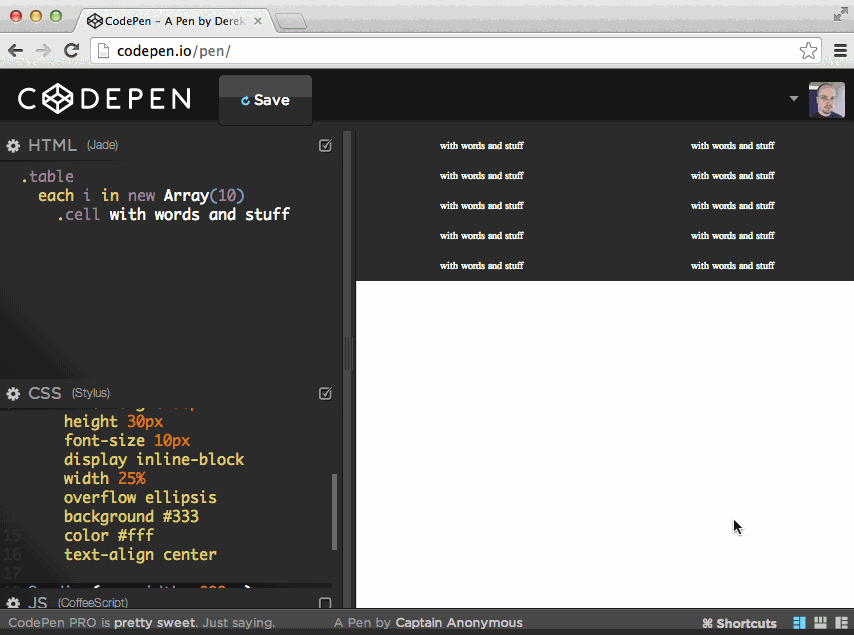 CodePen - A Pen by Derek
codepen.io/pen/
CODEPEN
Save
HTML (Jade)
.table
each i in new Array(10)
.cell with words and stuff
CSS (Stylus)
height 30px
font-size 10px
display inline-block
width 25%
overflow ellipsis
background #333
15 color #fff
16 text-align center
17
JS (CoffeeScript)
with words and stuff with words and stuff
with words and stuff with words and stuff
with words and stuff with words and stuff
with words and stuff with words and stuff
with words and stuff with words and stuff
CodePen PRO is pretty sweet. Just saying. A Pen by Captain Anonymous ⌘ Shortcuts